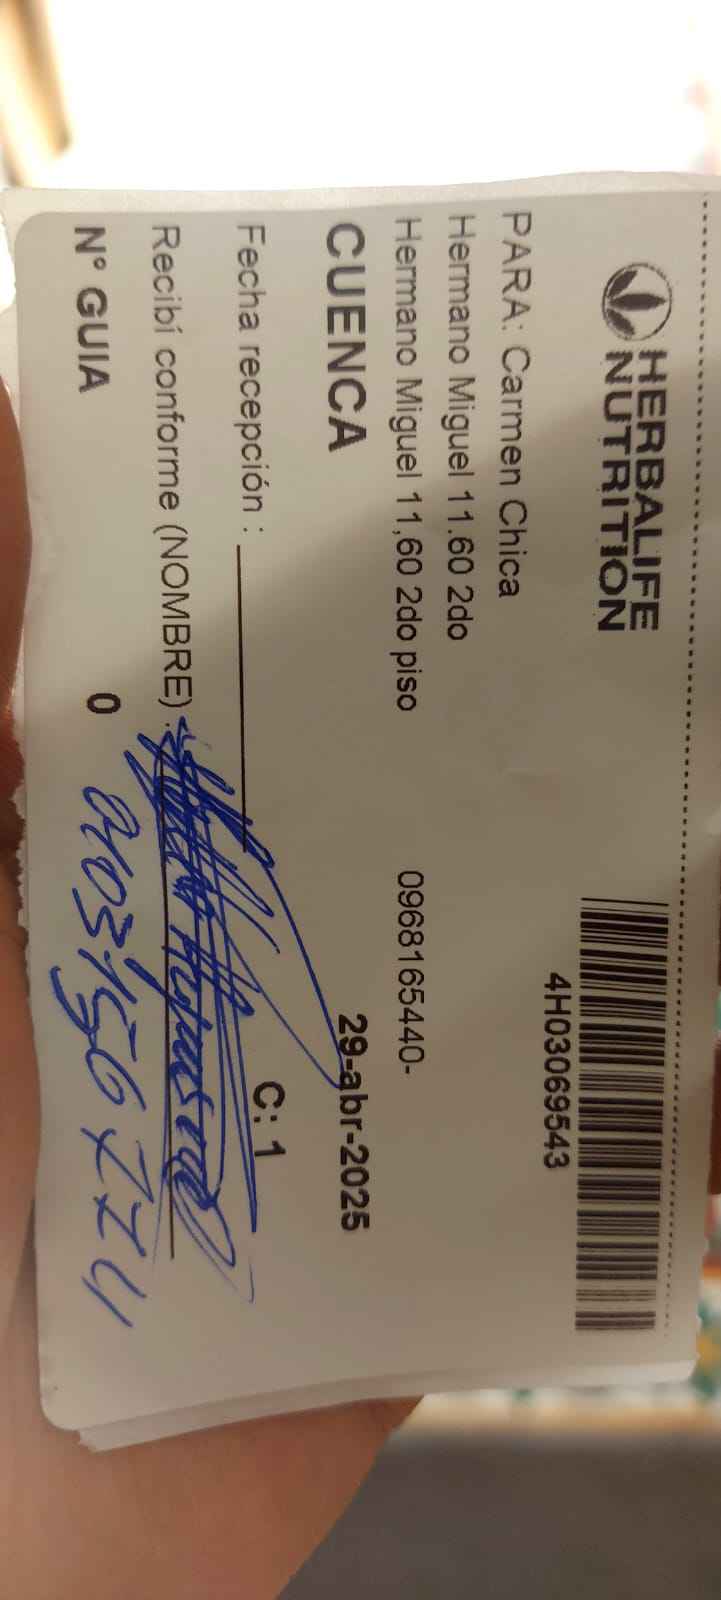 HERBALIFE
NUTRITION
4H03069543
PARA: Carmen Chica
Hermano Miguel 11.60 2do
Hermano Miguel 11,60 2do piso 0968165440-
CUENCA 29-abr-2025
Fecha recepción :
C: 1
Recibí conforme (NOMBRE) :
N° GUIA 0